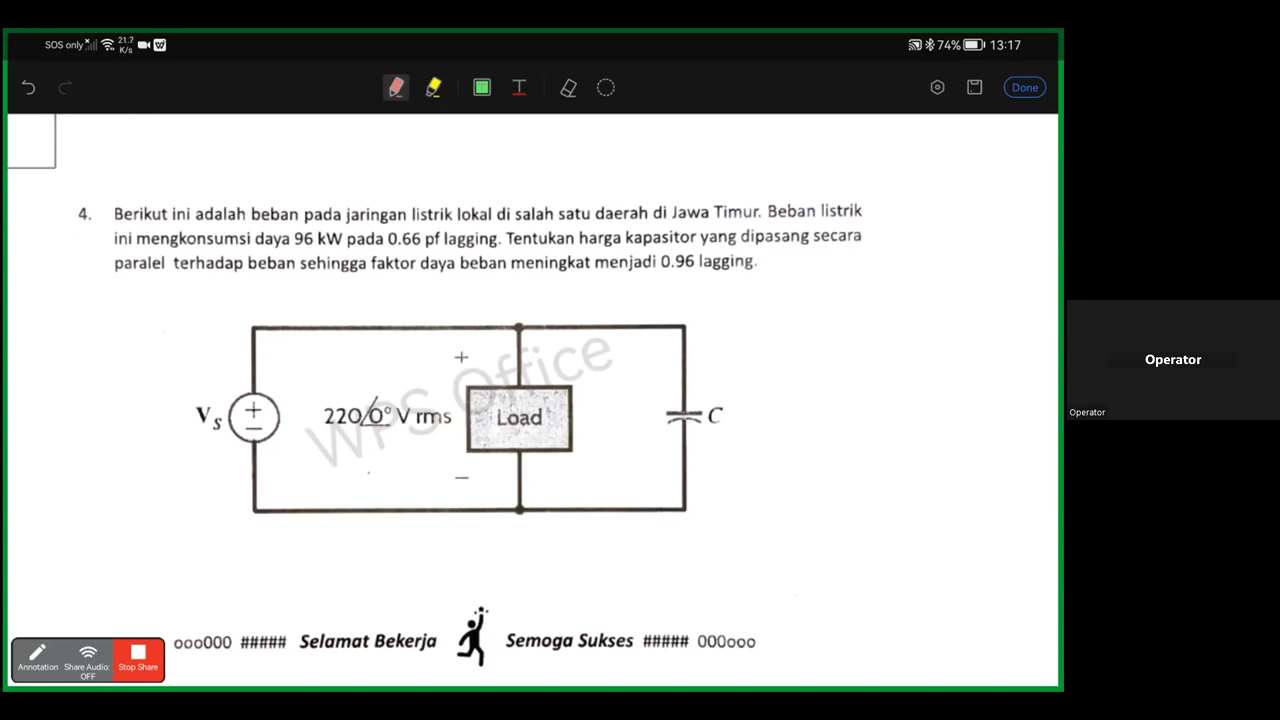 SOS only 21.7 K/s W 74% 13:17
T T Done
4. Berikut ini adalah beban pada jaringan listrik lokal di salah satu daerah di Jawa Timur. Beban listrik
ini mengkonsumsi daya 96 kW pada 0.66 pf lagging. Tentukan harga kapasitor yang dipasang secara
paralel terhadap beban sehingga faktor daya beban meningkat menjadi 0.96 lagging.
+
Vs + − 220∠0° V rms Load C
−
WPS Office
Operator
Operator
ooo000 ##### Selamat Bekerja Semoga Sukses ##### 000ooo
Annotation Share Audio: OFF Stop Share